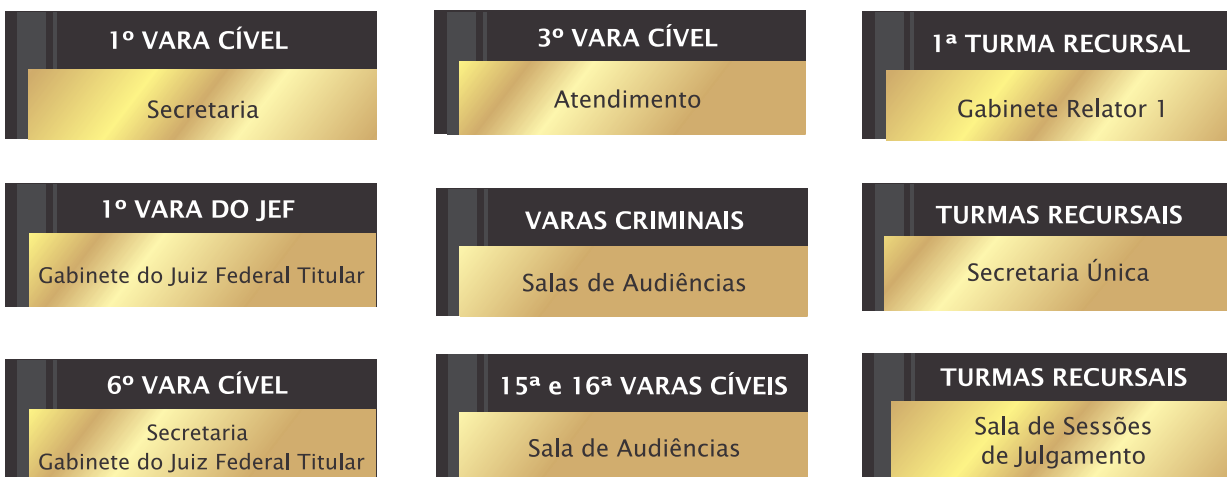 1º VARA CÍVEL
Secretaria
3º VARA CÍVEL
Atendimento
1ª TURMA RECURSAL
Gabinete Relator 1
1º VARA DO JEF
Gabinete do Juiz Federal Titular
VARAS CRIMINAIS
Salas de Audiências
TURMAS RECURSAIS
Secretaria Única
6º VARA CÍVEL
Secretaria
Gabinete do Juiz Federal Titular
15ª e 16ª VARAS CÍVEIS
Sala de Audiências
TURMAS RECURSAIS
Sala de Sessões
de Julgamento